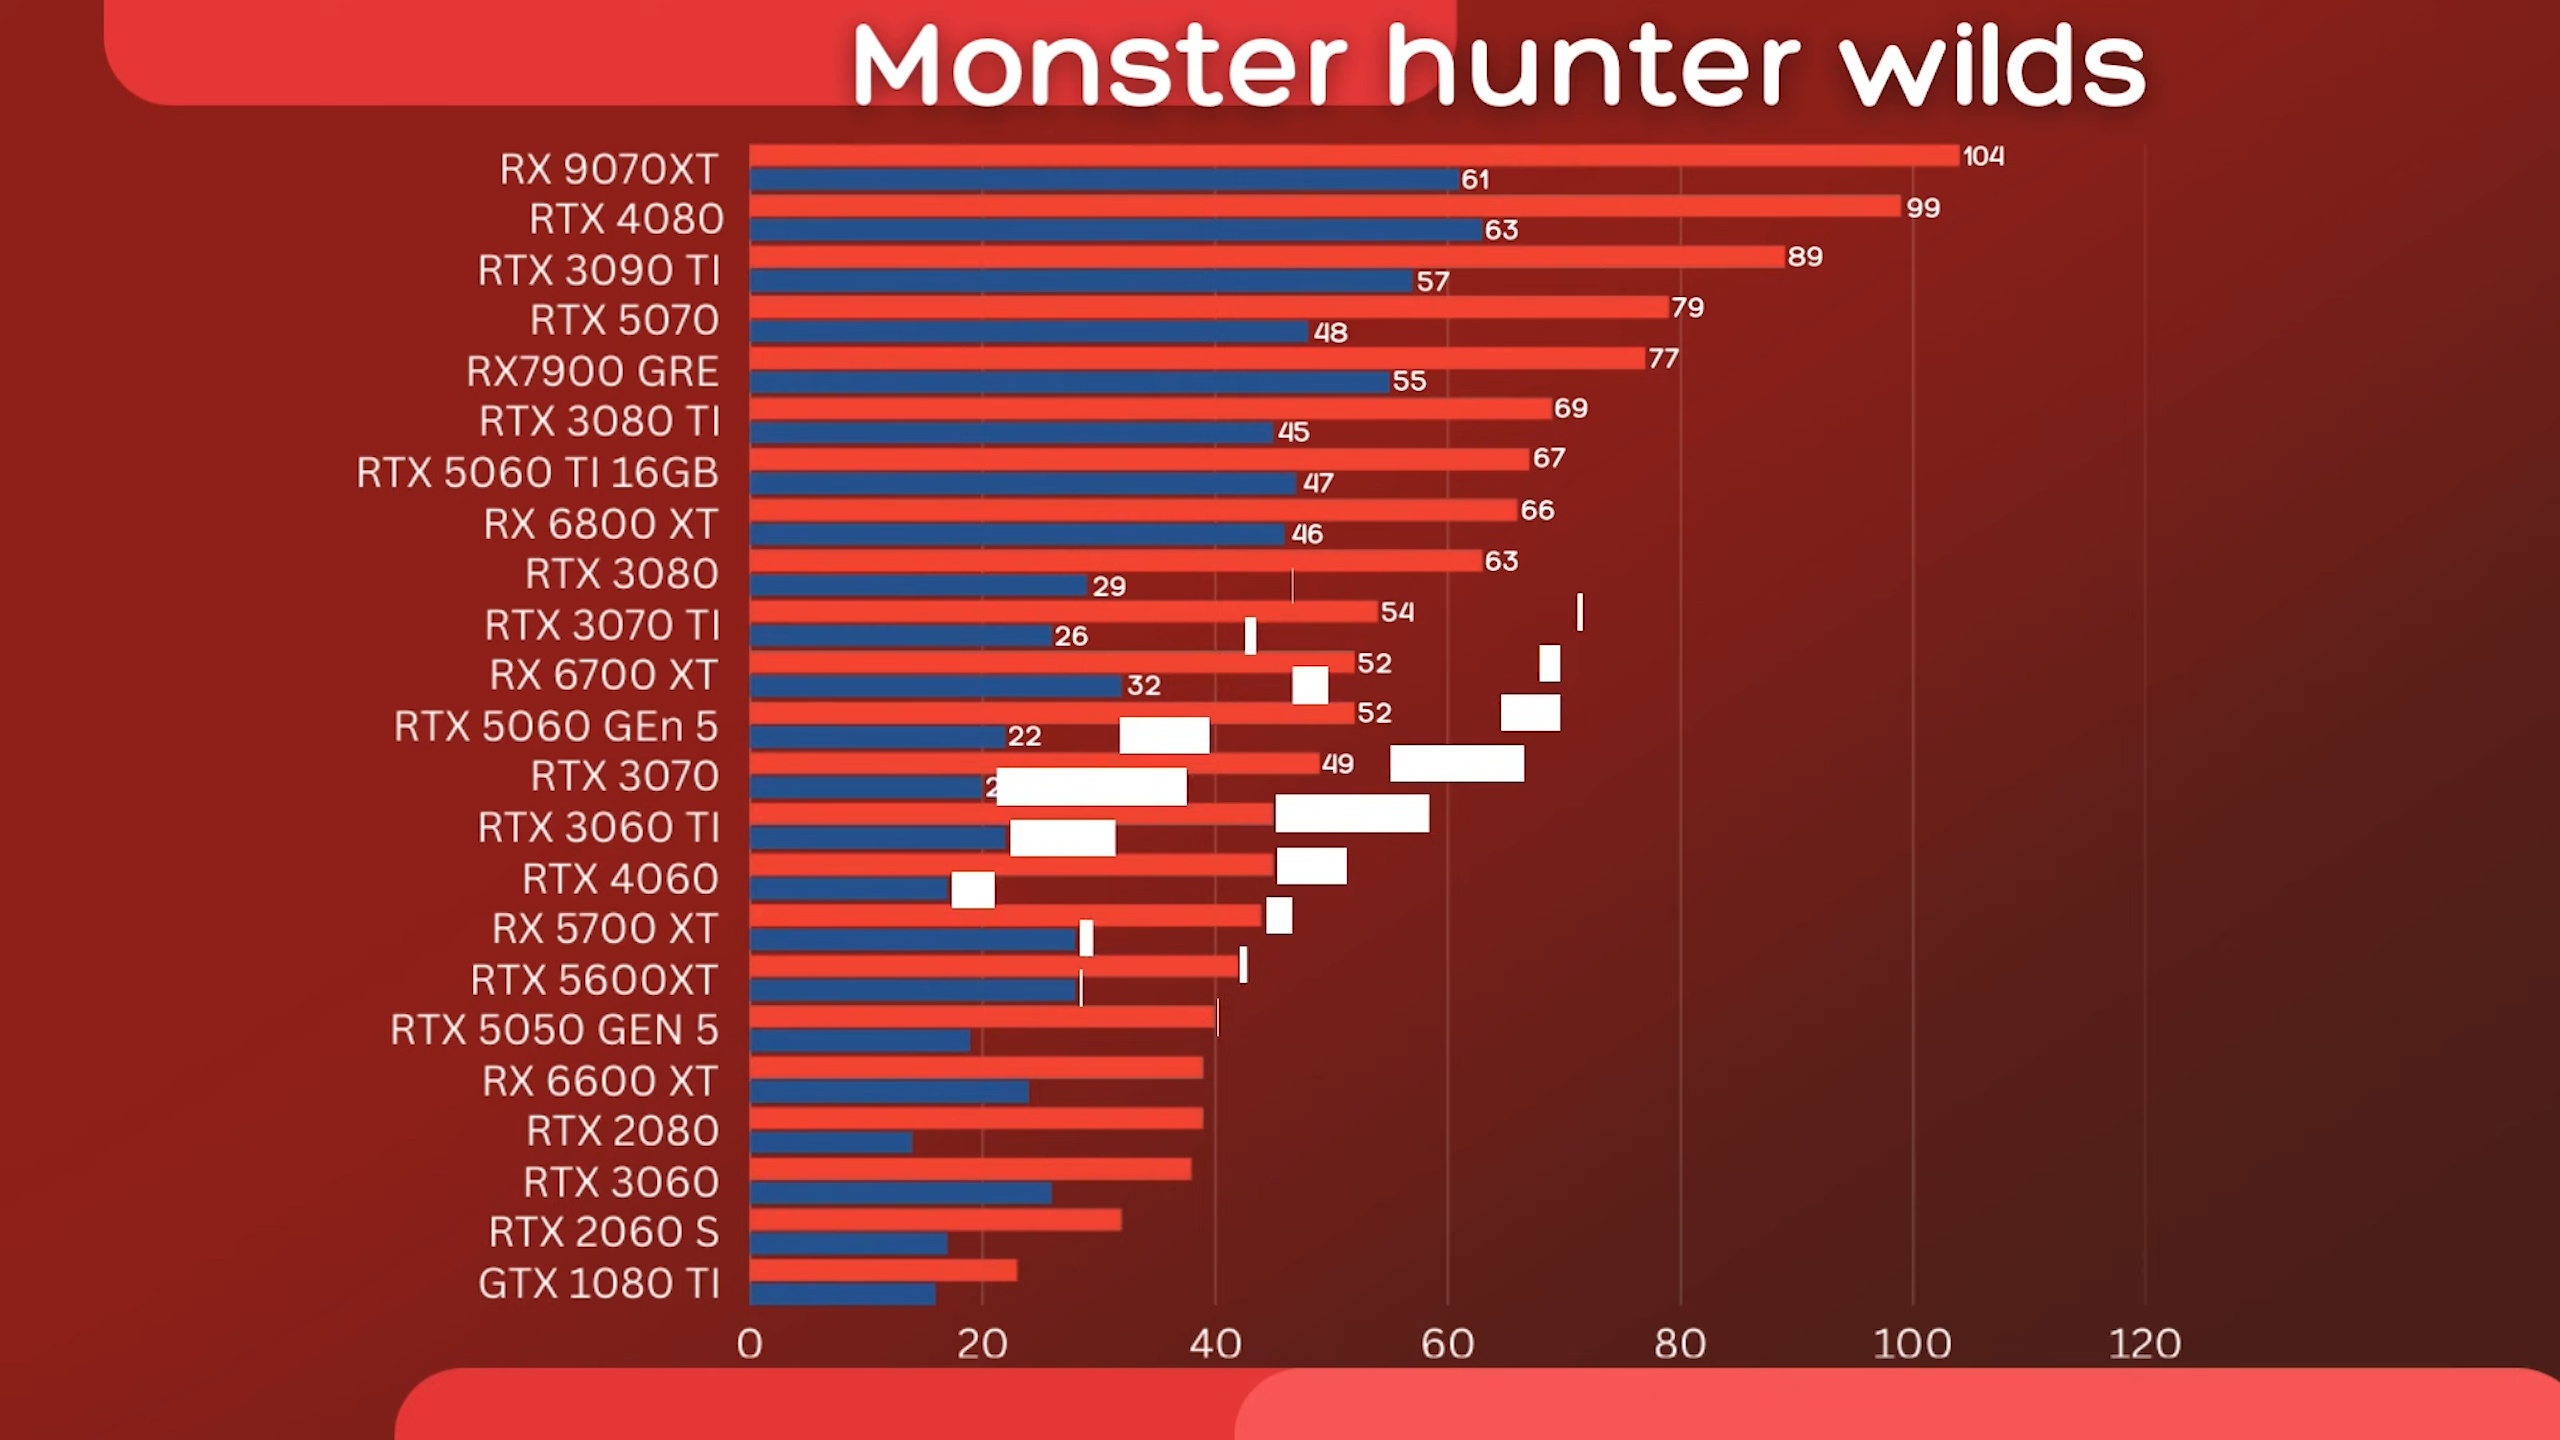 Monster hunter wilds
RX 9070XT 104
61
RTX 4080 99
63
RTX 3090 TI 89
57
RTX 5070 79
48
RX7900 GRE 77
55
RTX 3080 TI 69
45
RTX 5060 TI 16GB 67
47
RX 6800 XT 66
46
RTX 3080 63
29
RTX 3070 TI 54
26
RX 6700 XT 52
32
RTX 5060 GEn 5 52
22
RTX 3070 49
RTX 3060 TI
RTX 4060
RX 5700 XT
RTX 5600XT
RTX 5050 GEN 5
RX 6600 XT
RTX 2080
RTX 3060
RTX 2060 S
GTX 1080 TI
0 20 40 60 80 100 120